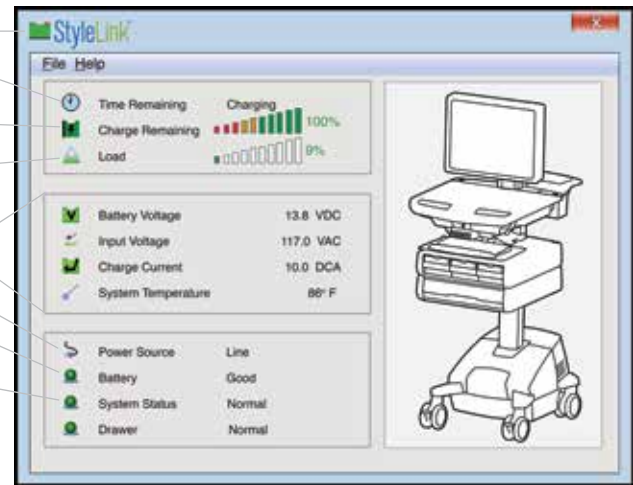 StyleLink
File Help
Time Remaining Charging
Charge Remaining 100%
Load 9%
Battery Voltage 13.8 VDC
Input Voltage 117.0 VAC
Charge Current 10.0 DCA
System Temperature 86° F
Power Source Line
Battery Good
System Status Normal
Drawer Normal